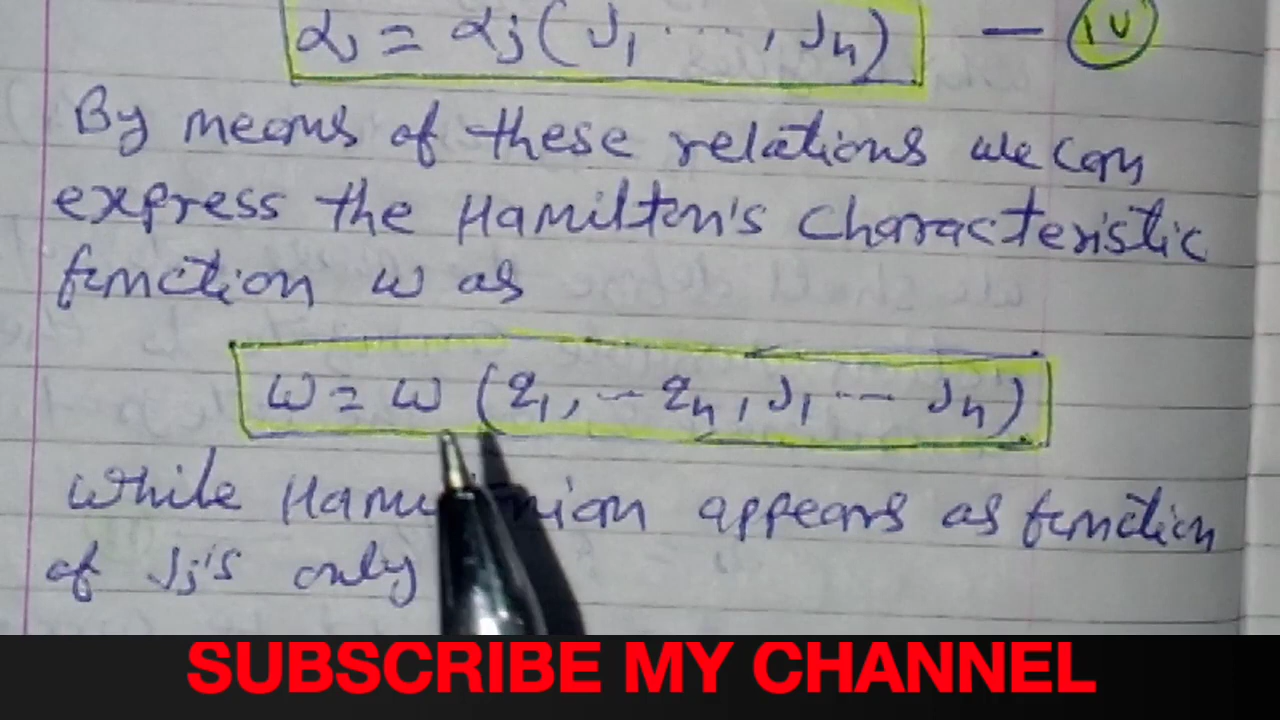 αj = αj (J1 ..., Jn) — (IV)
By means of these relations we can
express the Hamilton's characteristic
function w as
w = w (q1, -- qn, J1 --- Jn)
while appears as function
of Jj's only
SUBSCRIBE MY CHANNEL